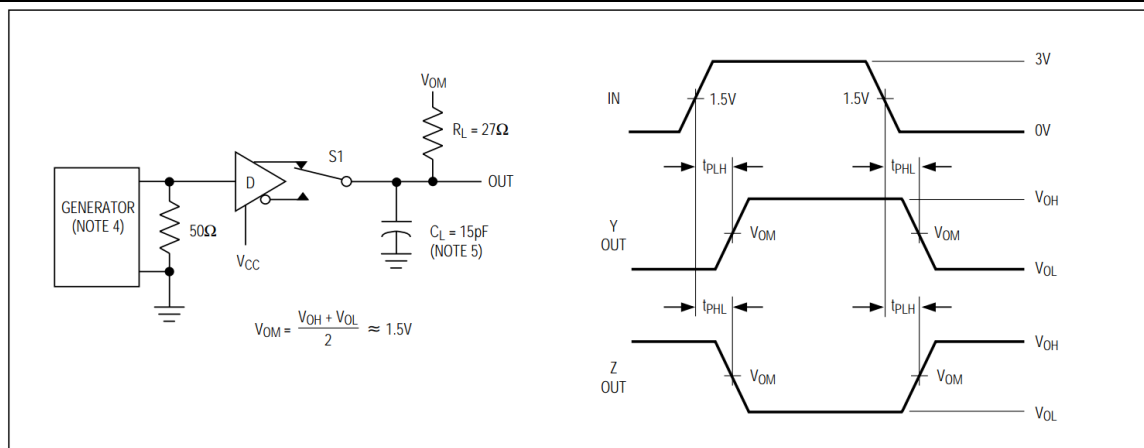 GENERATOR
(NOTE 4)
50Ω
D
VCC
S1
VOM
RL = 27Ω
OUT
CL = 15pF
(NOTE 5)
VOM = VOH + VOL
2
≈ 1.5V
IN
1.5V
1.5V
3V
0V
tPLH
tPHL
Y
OUT
VOM
VOM
VOH
VOL
tPHL
tPLH
Z
OUT
VOM
VOM
VOH
VOL